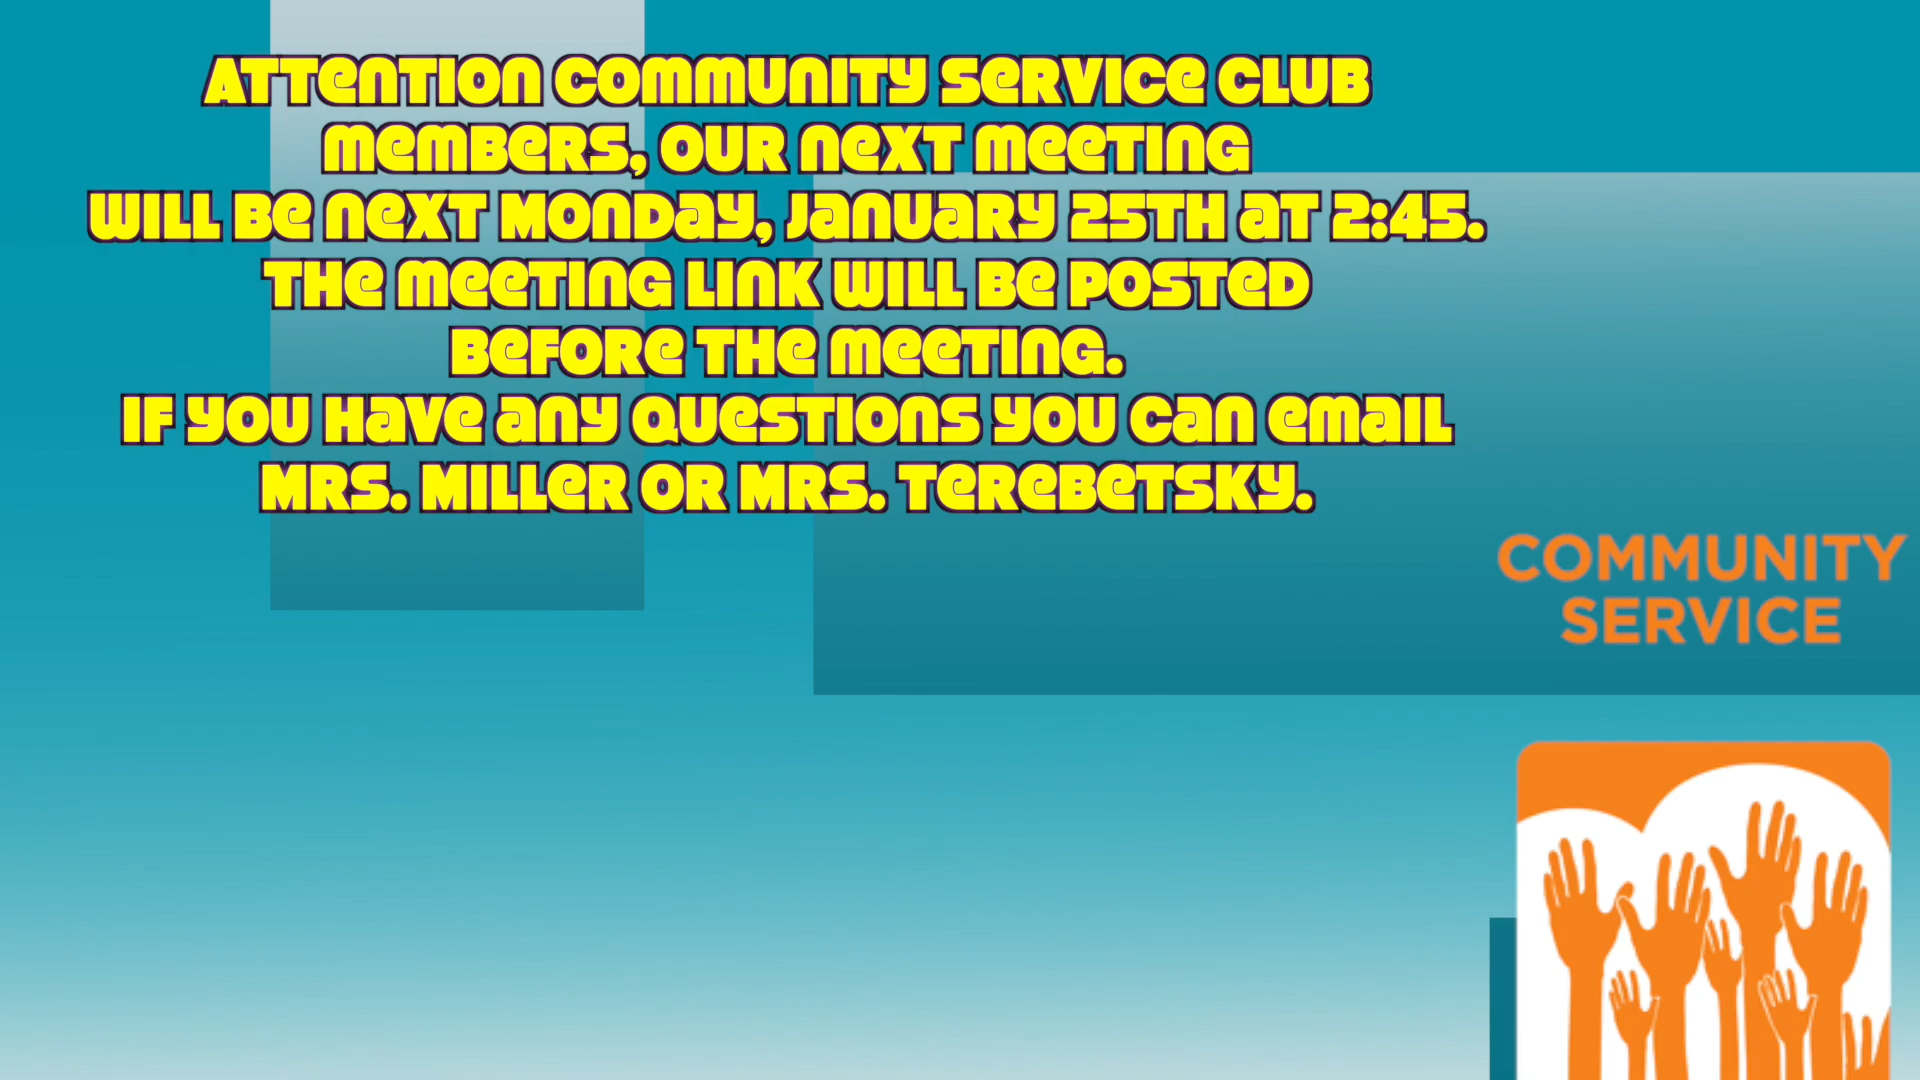 ATTENTION COMMUNITY SERVICE CLUB
MEMBERS, OUR NEXT MEETING
WILL BE NEXT MONDAY, JANUARY 25TH AT 2:45.
THE MEETING LINK WILL BE POSTED
BEFORE THE MEETING.
IF YOU HAVE ANY QUESTIONS YOU CAN EMAIL
MRS. MILLER OR MRS. TEREBETSKY.
COMMUNITY
SERVICE